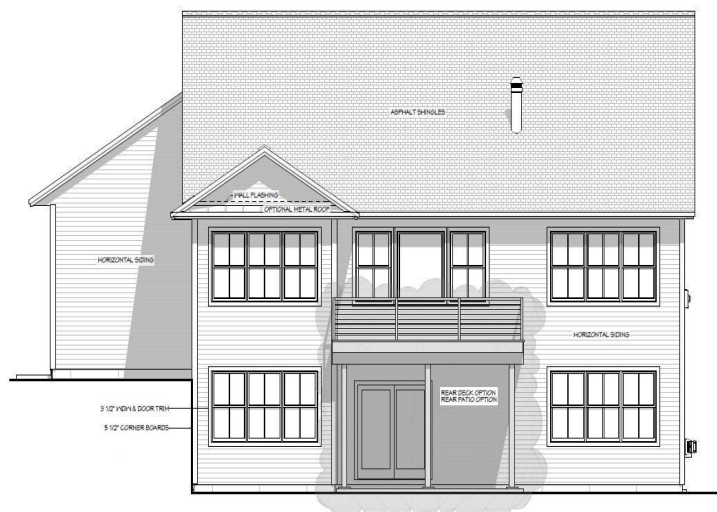 ASPHALT SHINGLES
WALL FLASHING
OPTIONAL METAL ROOF
HORIZONTAL SIDING
HORIZONTAL SIDING
REAR DECK OPTION
REAR PATIO OPTION
3 1/2" WDW & DOOR TRIM
5 1/2" CORNER BOARDS